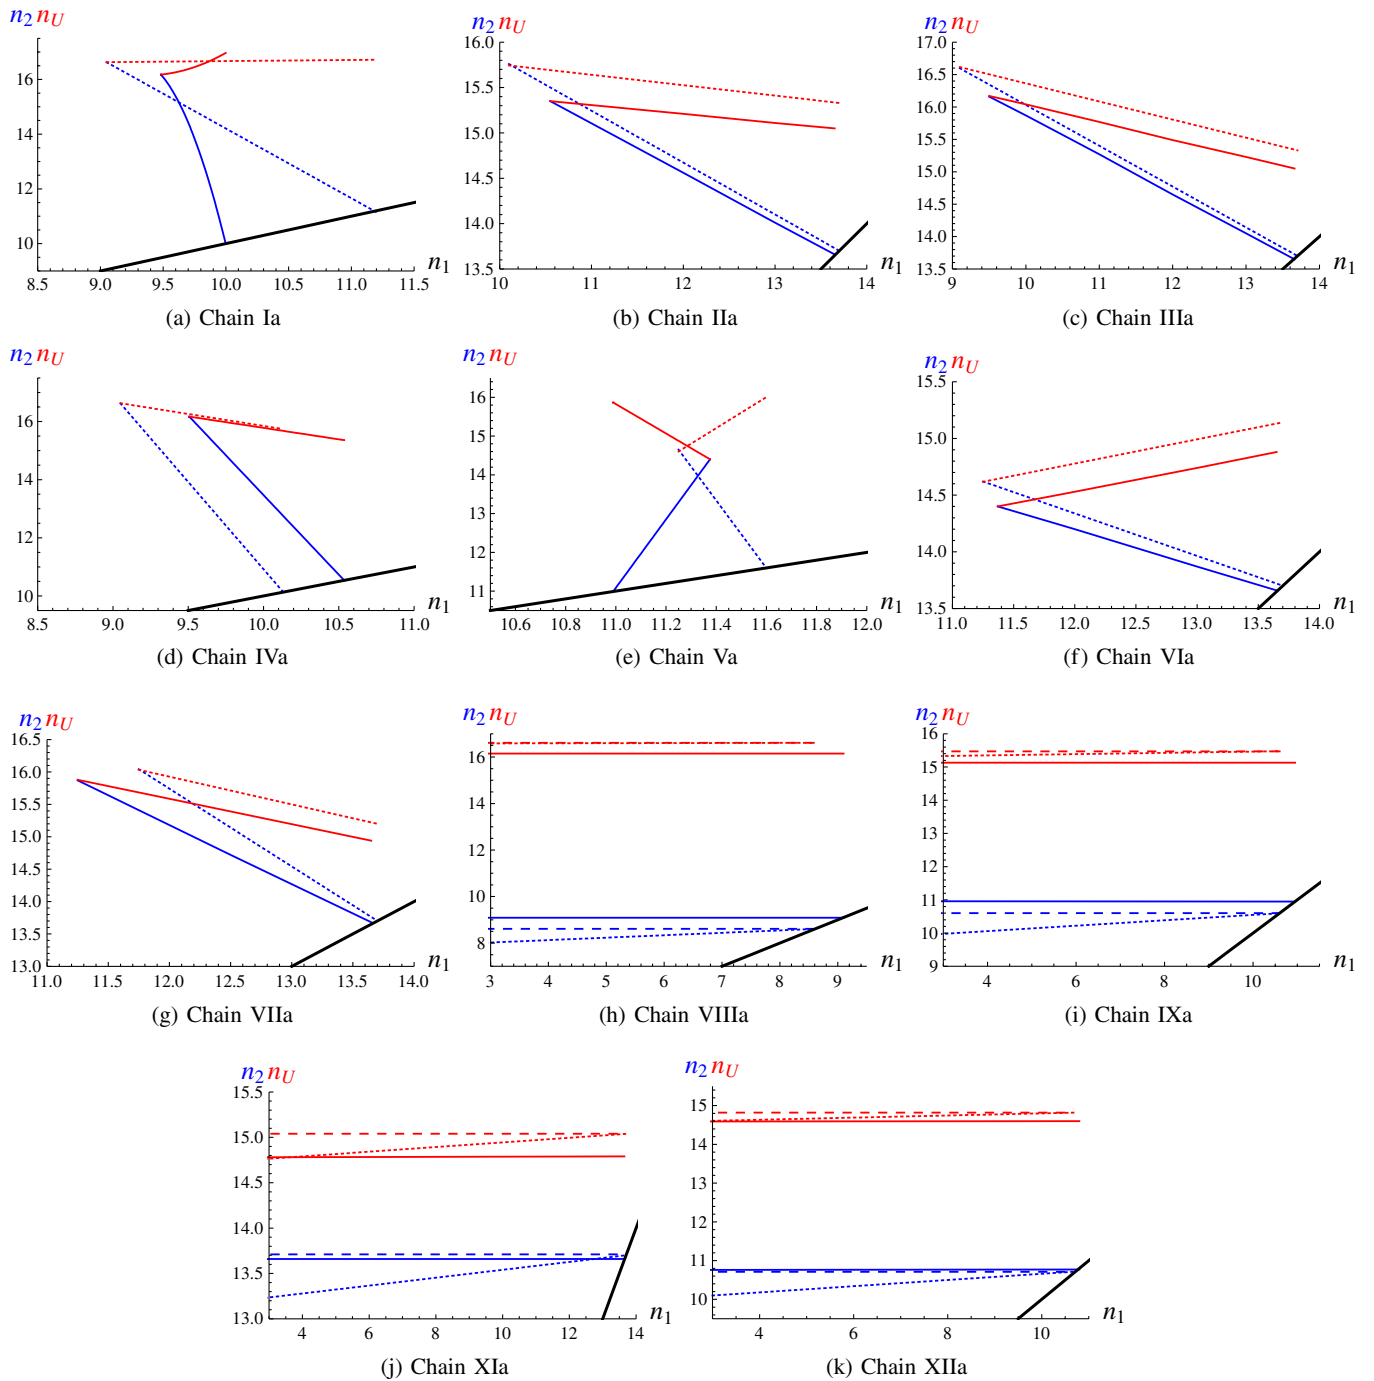 n2 nU
16
14
12
10
8.5 9.0 9.5 10.0 10.5 11.0 11.5
n1
(a) Chain Ia
n2 nU
16.0
15.5
15.0
14.5
14.0
13.5
10 11 12 13 14
n1
(b) Chain IIa
n2 nU
17.0
16.5
16.0
15.5
15.0
14.5
14.0
13.5
9 10 11 12 13 14
n1
(c) Chain IIIa
n2 nU
16
14
12
10
8.5 9.0 9.5 10.0 10.5 11.0
n1
(d) Chain IVa
n2 nU
16
15
14
13
12
11
10.6 10.8 11.0 11.2 11.4 11.6 11.8 12.0
n1
(e) Chain Va
n2 nU
15.5
15.0
14.5
14.0
13.5
11.0 11.5 12.0 12.5 13.0 13.5 14.0
n1
(f) Chain VIa
n2 nU
16.5
16.0
15.5
15.0
14.5
14.0
13.5
13.0
11.0 11.5 12.0 12.5 13.0 13.5 14.0
n1
(g) Chain VIIa
n2 nU
16
14
12
10
8
3 4 5 6 7 8 9
n1
(h) Chain VIIIa
n2 nU
16
15
14
13
12
11
10
9
4 6 8 10
n1
(i) Chain IXa
n2 nU
15.5
15.0
14.5
14.0
13.5
13.0
4 6 8 10 12 14
n1
(j) Chain XIa
n2 nU
15
14
13
12
11
10
4 6 8 10
n1
(k) Chain XIIa